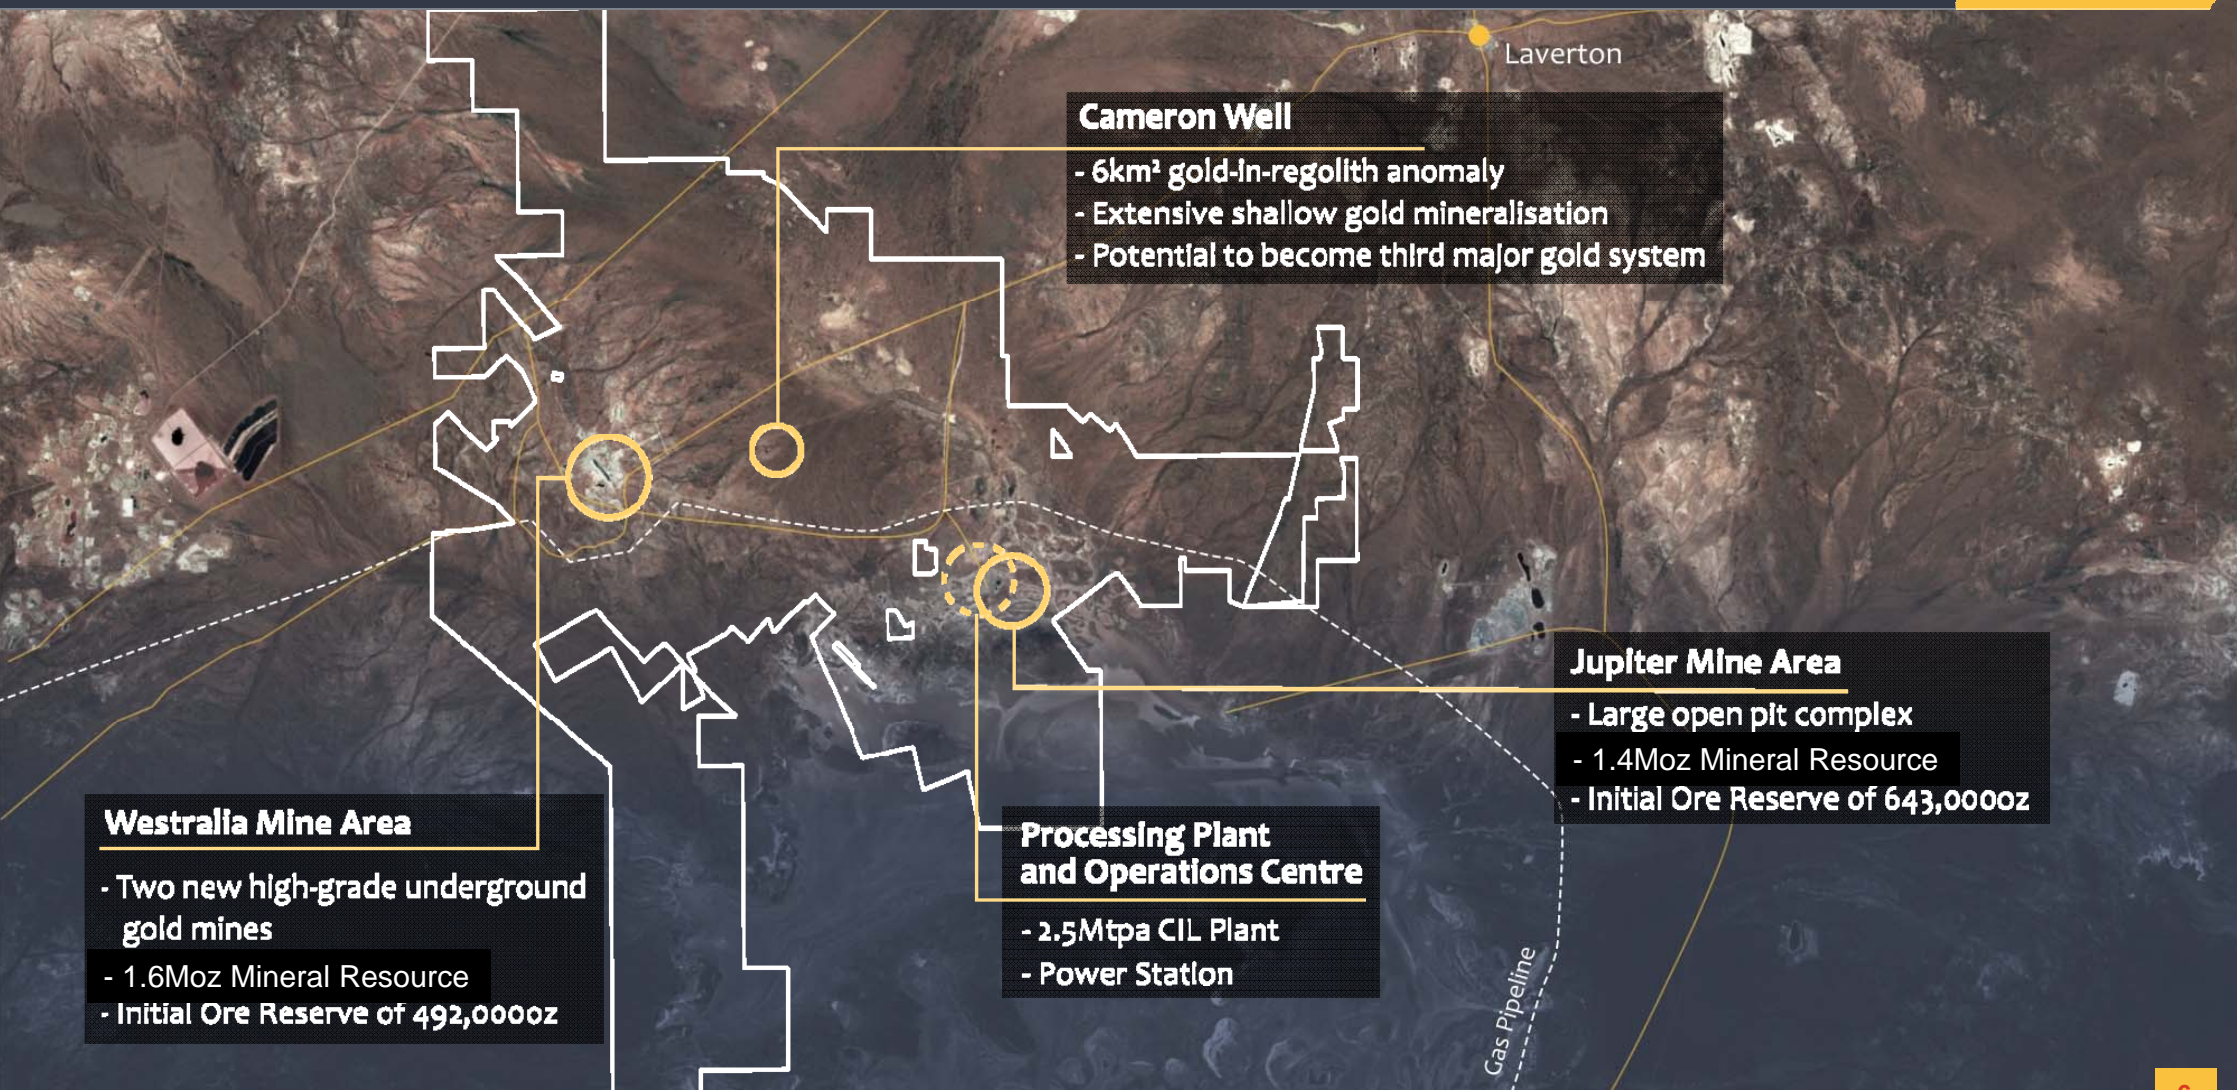 Laverton
Cameron Well
- 6km² gold-in-regolith anomaly
- Extensive shallow gold mineralisation
- Potential to become third major gold system
Jupiter Mine Area
- Large open pit complex
- 1.4Moz Mineral Resource
- Initial Ore Reserve of 643,000oz
Westralia Mine Area
- Two new high-grade underground
gold mines
- 1.6Moz Mineral Resource
- Initial Ore Reserve of 492,000oz
Processing Plant
and Operations Centre
- 2.5Mtpa CIL Plant
- Power Station
Gas Pipeline